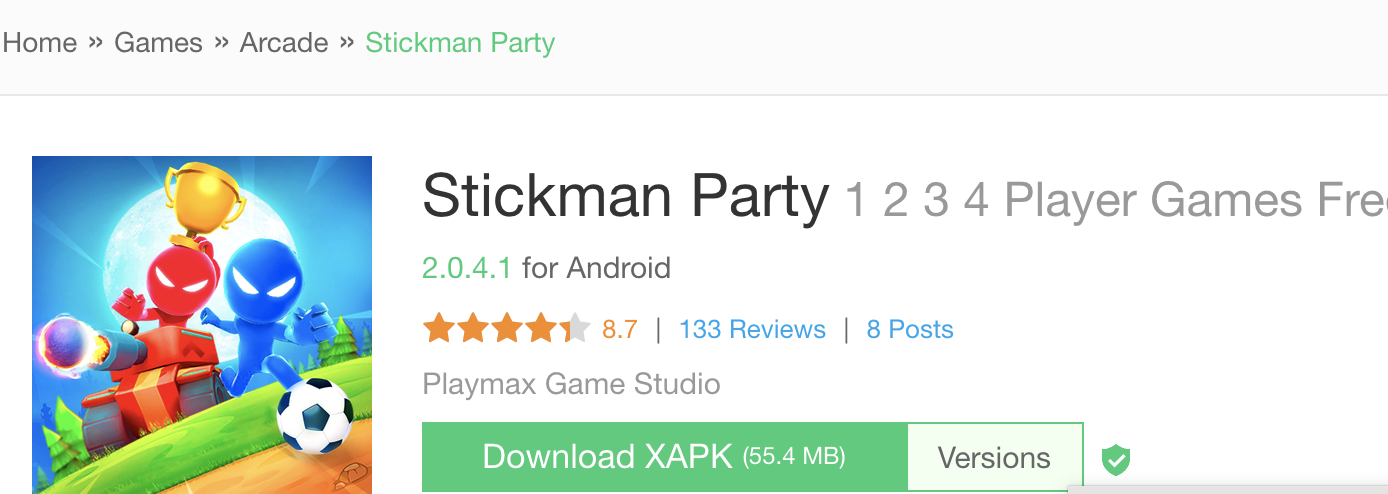 Home » Games » Arcade » Stickman Party
Stickman Party 1 2 3 4 Player Games
2.0.4.1 for Android
8.7 | 133 Reviews | 8 Posts
Playmax Game Studio
Download XAPK (55.4 MB) Versions